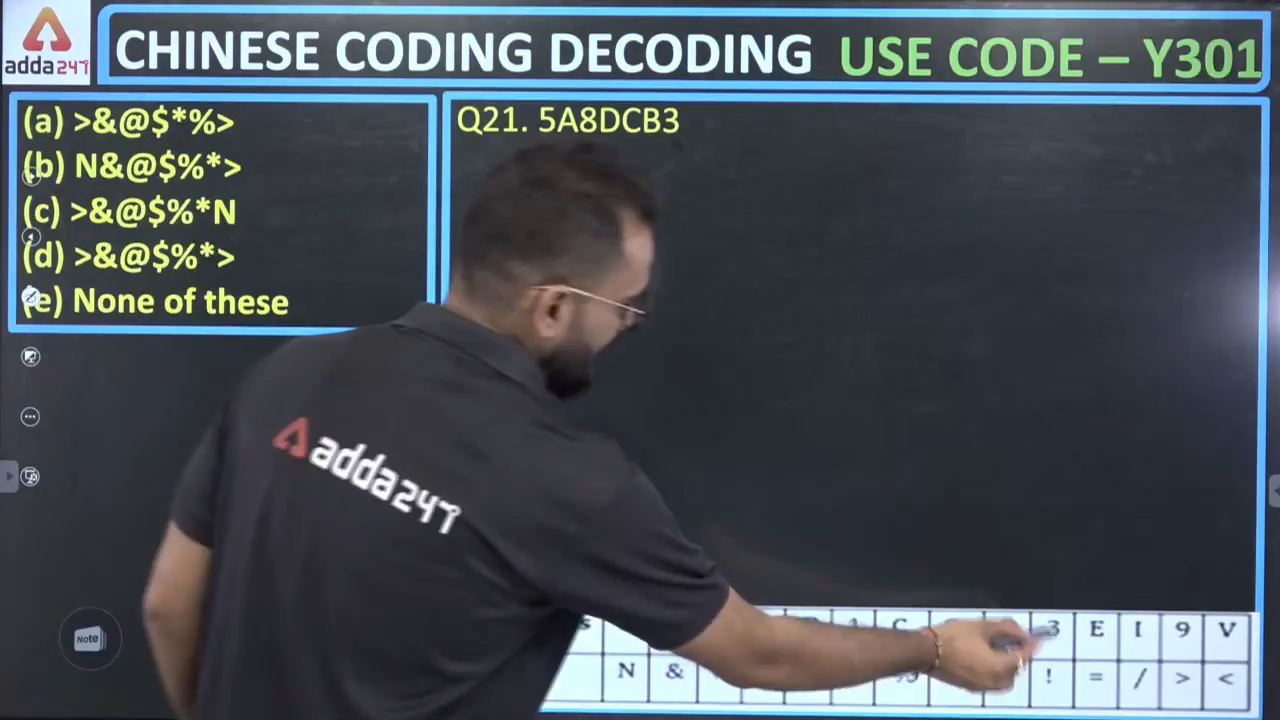 adda247
CHINESE CODING DECODING USE CODE – Y301
(a) >&@$*%>
(b) N&@$%*>
(c) >&@$%*N
(d) >&@$%*>
(e) None of these
Q21. 5A8DCB3
adda247
C 3 E I 9 V
N & % ! = / > <
Note